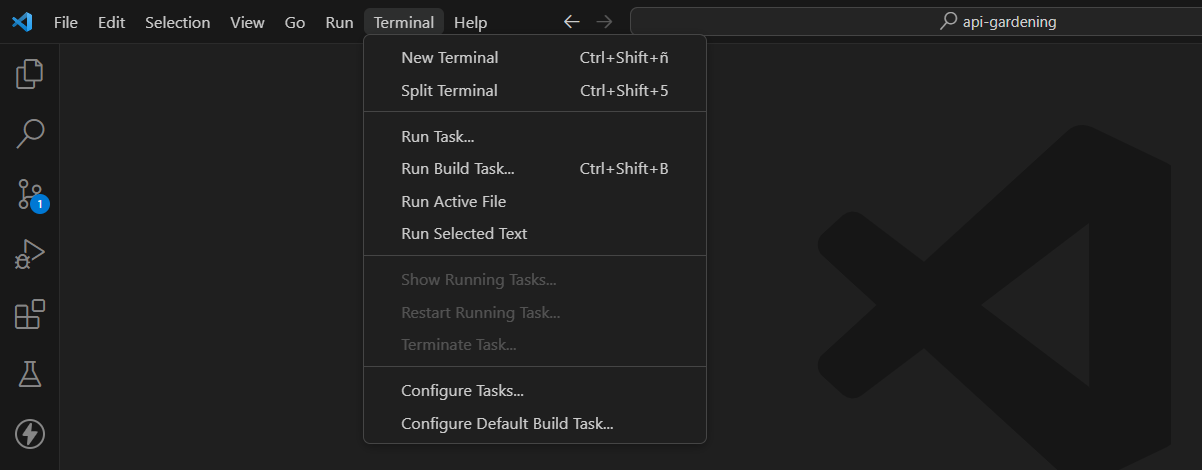 File Edit Selection View Go Run Terminal Help api-gardening
New Terminal Ctrl+Shift+ñ
Split Terminal Ctrl+Shift+5
Run Task...
Run Build Task... Ctrl+Shift+B
Run Active File
Run Selected Text
Show Running Tasks...
Restart Running Task...
Terminate Task...
Configure Tasks...
Configure Default Build Task...
1